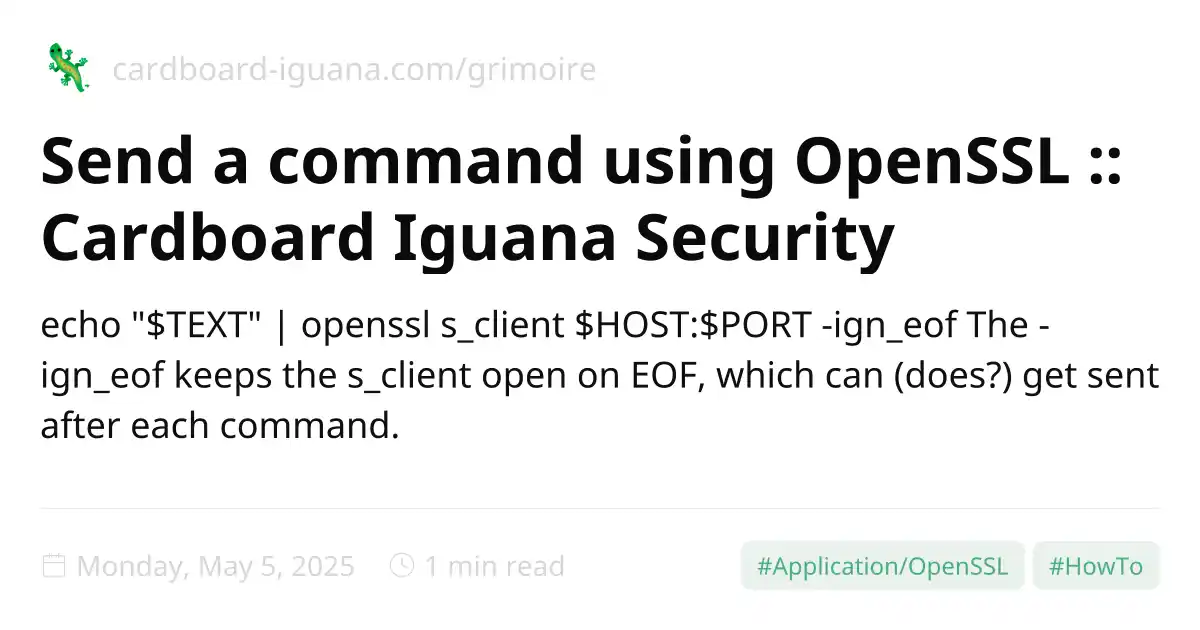 cardboard-iguana.com/grimoire
Send a command using OpenSSL ::
Cardboard Iguana Security
echo "$TEXT" | openssl s_client $HOST:$PORT -ign_eof The -
ign_eof keeps the s_client open on EOF, which can (does?) get sent
after each command.
Monday, May 5, 2025 1 min read #Application/OpenSSL #HowTo